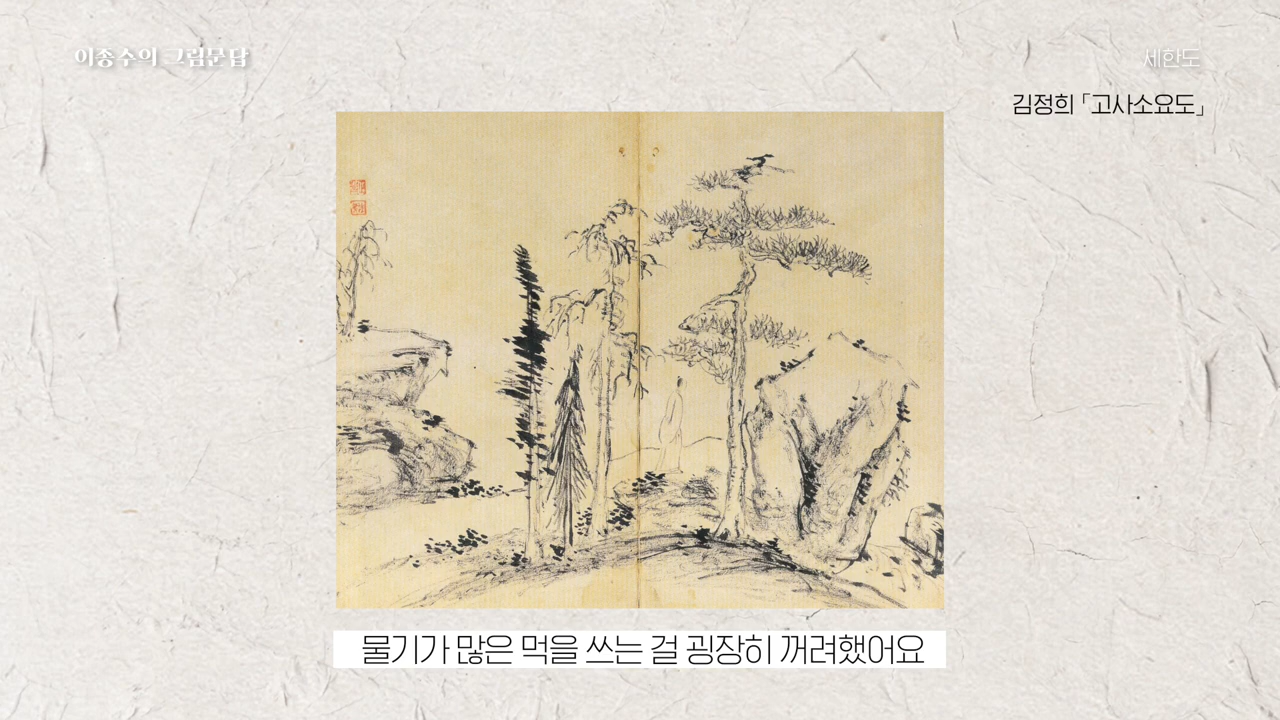 이종수의 그림문답
세한도
김정희 「고사소요도」
물기가 많은 먹을 쓰는 걸 굉장히 꺼려했어요